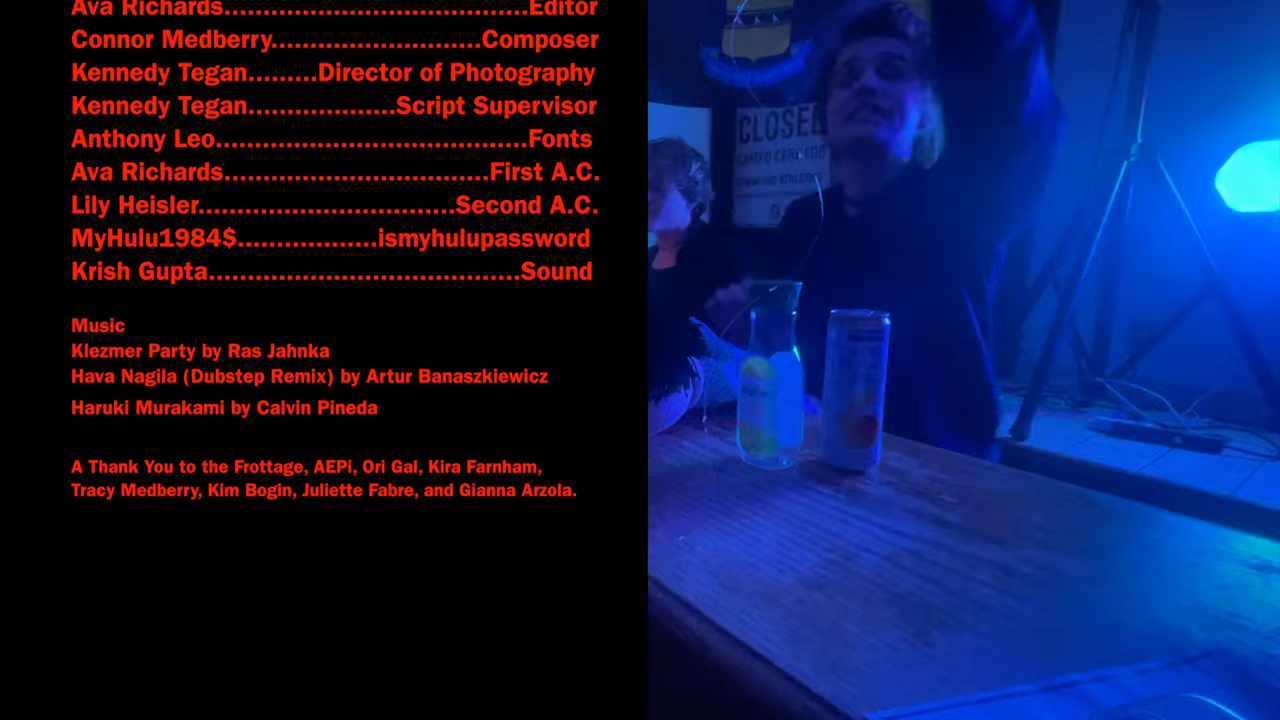 Ava Richards.......................................Editor
Connor Medberry...........................Composer
Kennedy Tegan.........Director of Photography
Kennedy Tegan...................Script Supervisor
Anthony Leo........................................Fonts
Ava Richards..................................First A.C.
Lily Heisler.................................Second A.C.
MyHulu1984$..................ismyhulupassword
Krish Gupta........................................Sound
Music
Klezmer Party by Ras Jahnka
Hava Nagila (Dubstep Remix) by Artur Banaszkiewicz
Haruki Murakami by Calvin Pineda
A Thank You to the Frottage, AEPi, Ori Gal, Kira Farnham,
Tracy Medberry, Kim Bogin, Juliette Fabre, and Gianna Arzola.
CLOSED
CAMPO CERRADO